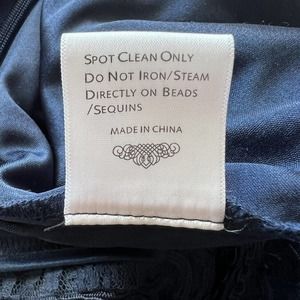 Spot Clean Only
Do Not Iron/Steam
Directly on Beads
/Sequins
MADE IN CHINA